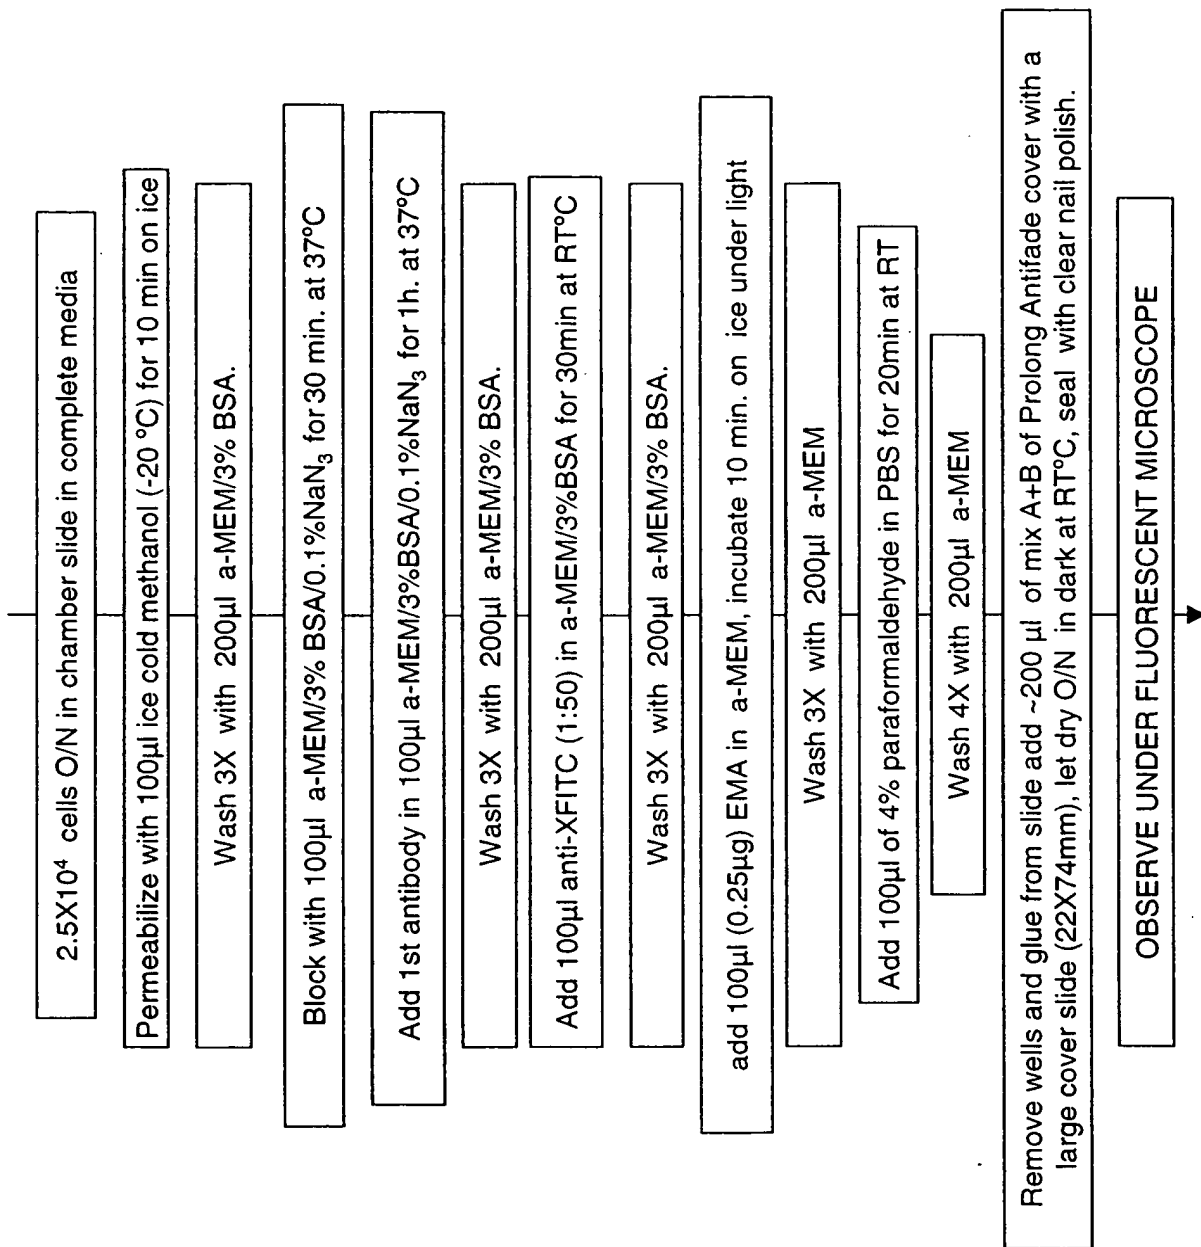 2.5X10⁴ cells O/N in chamber slide in complete media
Permeabilize with 100µl ice cold methanol (-20 °C) for 10 min on ice
Wash 3X with 200µl a-MEM/3% BSA.
Block with 100µl a-MEM/3% BSA/0.1%NaN₃ for 30 min. at 37°C
Add 1st antibody in 100µl a-MEM/3%BSA/0.1%NaN₃ for 1h. at 37°C
Wash 3X with 200µl a-MEM/3% BSA.
Add 100µl anti-XFITC (1:50) in a-MEM/3%BSA for 30min at RT°C
Wash 3X with 200µl a-MEM/3% BSA.
add 100µl (0.25µg) EMA in a-MEM, incubate 10 min. on ice under light
Wash 3X with 200µl a-MEM
Add 100µl of 4% paraformaldehyde in PBS for 20min at RT
Wash 4X with 200µl a-MEM
Remove wells and glue from slide add ~200 µl of mix A+B of Prolong Antifade cover with a
large cover slide (22X74mm), let dry O/N in dark at RT°C, seal with clear nail polish.
OBSERVE UNDER FLUORESCENT MICROSCOPE